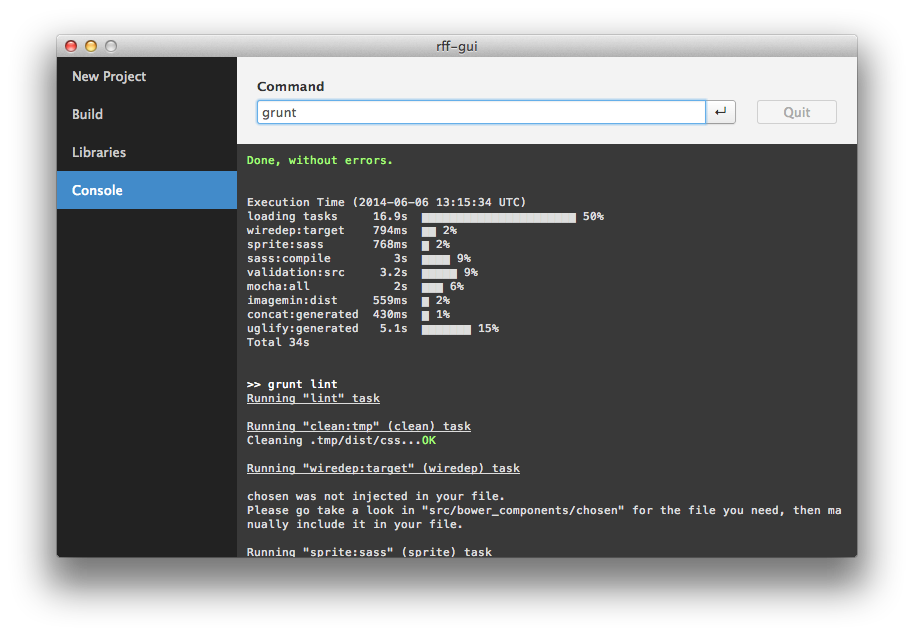 rff-gui
New Project
Build
Libraries
Console
Command
grunt
Quit
Done, without errors.
Execution Time (2014-06-06 13:15:34 UTC)
loading tasks 16.9s 50%
wiredep:target 794ms 2%
sprite:sass 768ms 2%
sass:compile 3s 9%
validation:src 3.2s 9%
mocha:all 2s 6%
imagemin:dist 559ms 2%
concat:generated 430ms 1%
uglify:generated 5.1s 15%
Total 34s
>> grunt lint
Running "lint" task
Running "clean:tmp" (clean) task
Cleaning .tmp/dist/css...OK
Running "wiredep:target" (wiredep) task
chosen was not injected in your file.
Please go take a look in "src/bower_components/chosen" for the file you need, then ma
nually include it in your file.
Running "sprite:sass" (sprite) task